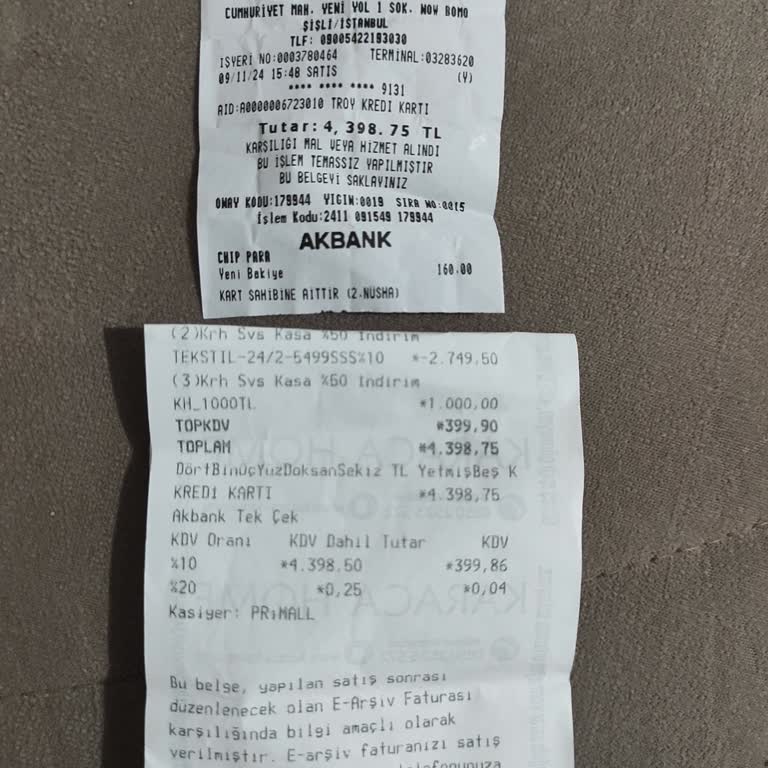 CUMHURİYET MAH. YENİ YOL 1 SOK. NOW BOMO
ŞİŞLİ/İSTANBUL
TLF: 09005422193030
İŞYERİ NO:0003780464 TERMİNAL:03283620
09/11/24 15:48 SATIS (Y)
**** **** **** 9131
AID:A0000006723010 TROY KREDI KARTI
Tutar: 4,398.75 TL
KARŞILIĞI MAL VEYA HİZMET ALINDI
BU İŞLEM TEMASSIZ YAPILMIŞTIR
BU BELGEYİ SAKLAYINIZ
ONAY KODU:179944 YIGIN:0019 SIRA NO:0015
İşlem Kodu:2411 091549 179944
AKBANK
CHIP PARA
Yeni Bakiye 160.00
KART SAHİBİNE AİTTİR (2.NUSHA)
(2)Krh Svs Kasa %50 İndirim
TEKSTIL-24/2-5499SSS%10 *-2.749,50
(3)Krh Svs Kasa %50 İndirim
KH_1000TL *1.000,00
TOPKDV *399,90
TOPLAM *4.398,75
DörtBinÜçYüzDoksanSekiz TL YetmişBeş K
KREDİ KARTI *4.398,75
Akbank Tek Çek
KDV Oranı KDV Dahil Tutar KDV
%10 *4.398,50 *399,86
%20 *0,25 *0,04
Kasiyer: PRiMALL
Bu belge, yapılan satış sonrası
düzenlenecek olan E-Arşiv Faturası
karşılığında bilgi amaçlı olarak
verilmiştir. E-arşiv faturanızı satış